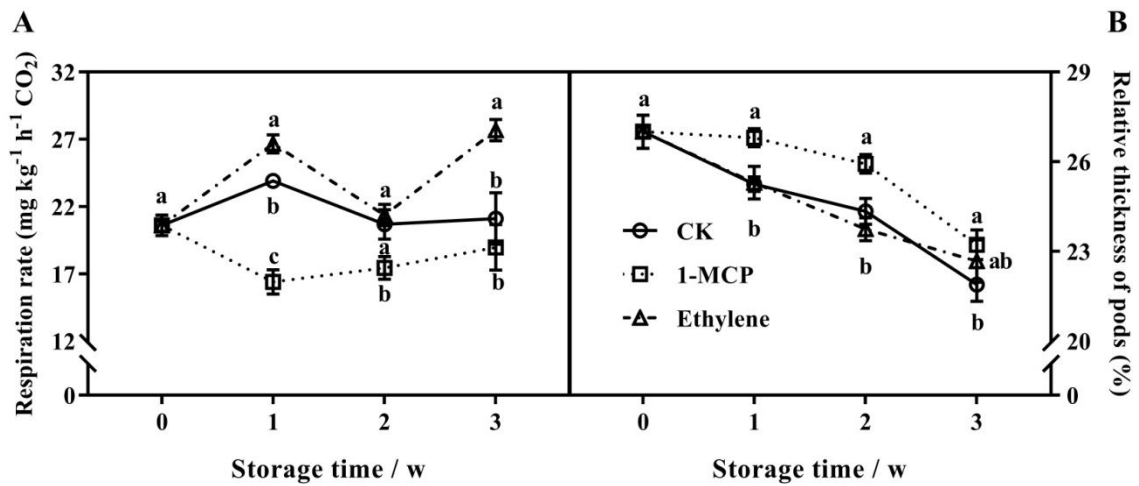 A
B
Respiration rate (mg kg⁻¹ h⁻¹ CO₂)
32
27
22
17
12
0
a
a
b
c
a
a
b
a
b
b
0
1
2
3
Storage time / w
a
a
b
a
b
a
ab
b
CK
1-MCP
Ethylene
0
1
2
3
Storage time / w
29
26
23
20
0
Relative thickness of pods (%)